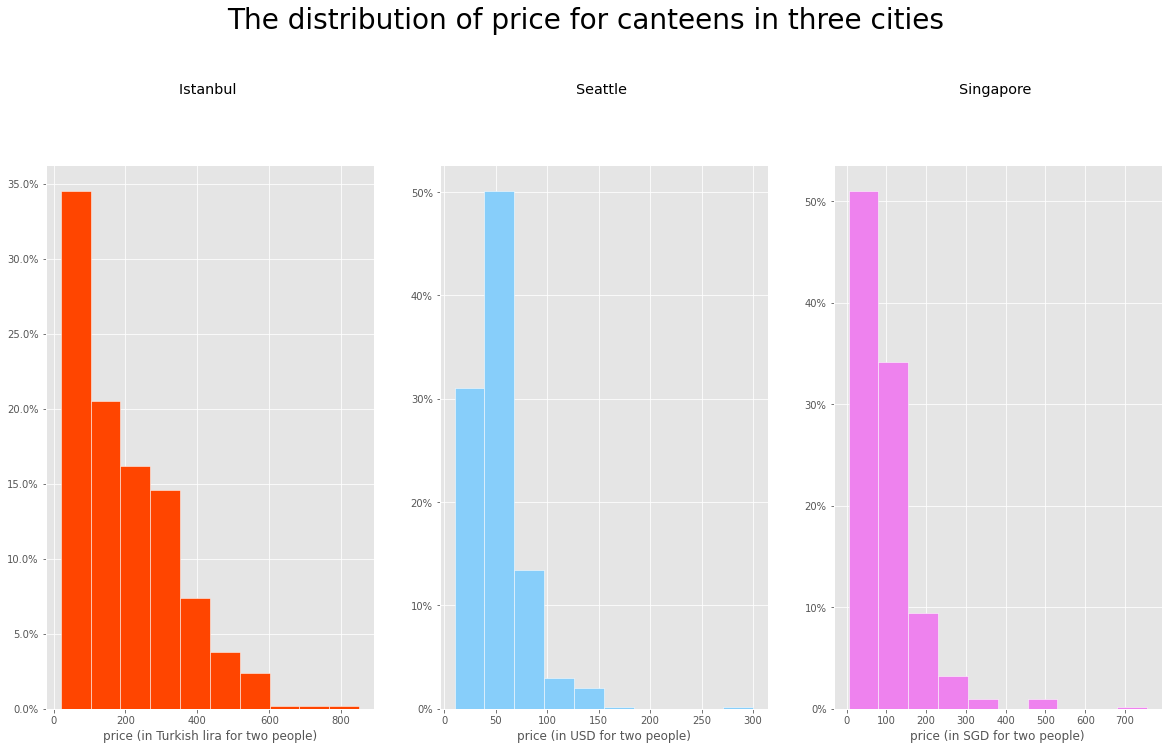 The distribution of price for canteens in three cities
Istanbul
Seattle
Singapore
35.0%
30.0%
25.0%
20.0%
15.0%
10.0%
5.0%
0.0%
0 200 400 600 800
price (in Turkish lira for two people)
50%
40%
30%
20%
10%
0%
0 50 100 150 200 250 300
price (in USD for two people)
50%
40%
30%
20%
10%
0%
0 100 200 300 400 500 600 700
price (in SGD for two people)